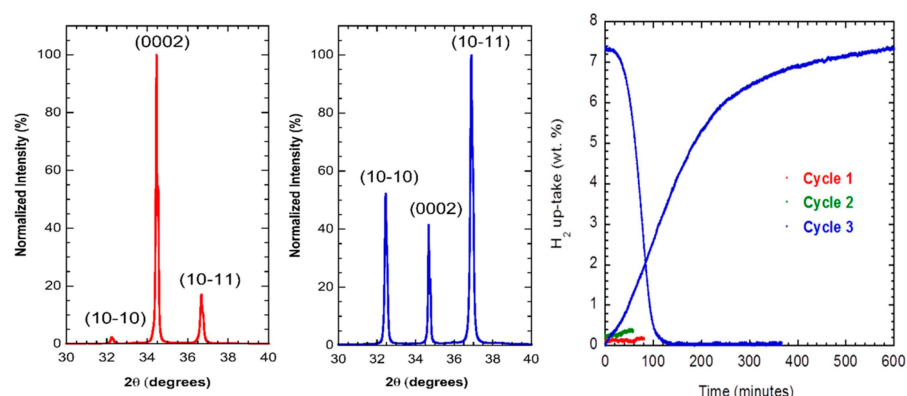 (0002)
(10-10)
(10-11)
100
80
60
40
20
0
Normalized Intensity (%)
30 32 34 36 38 40
2θ (degrees)
(10-11)
(10-10)
(0002)
100
80
60
40
20
0
Normalized Intensity (%)
30 32 34 36 38 40
2θ (degrees)
8
7
6
5
4
3
2
1
0
H2 up-take (wt. %)
Cycle 1
Cycle 2
Cycle 3
0 100 200 300 400 500 600
Time (minutes)